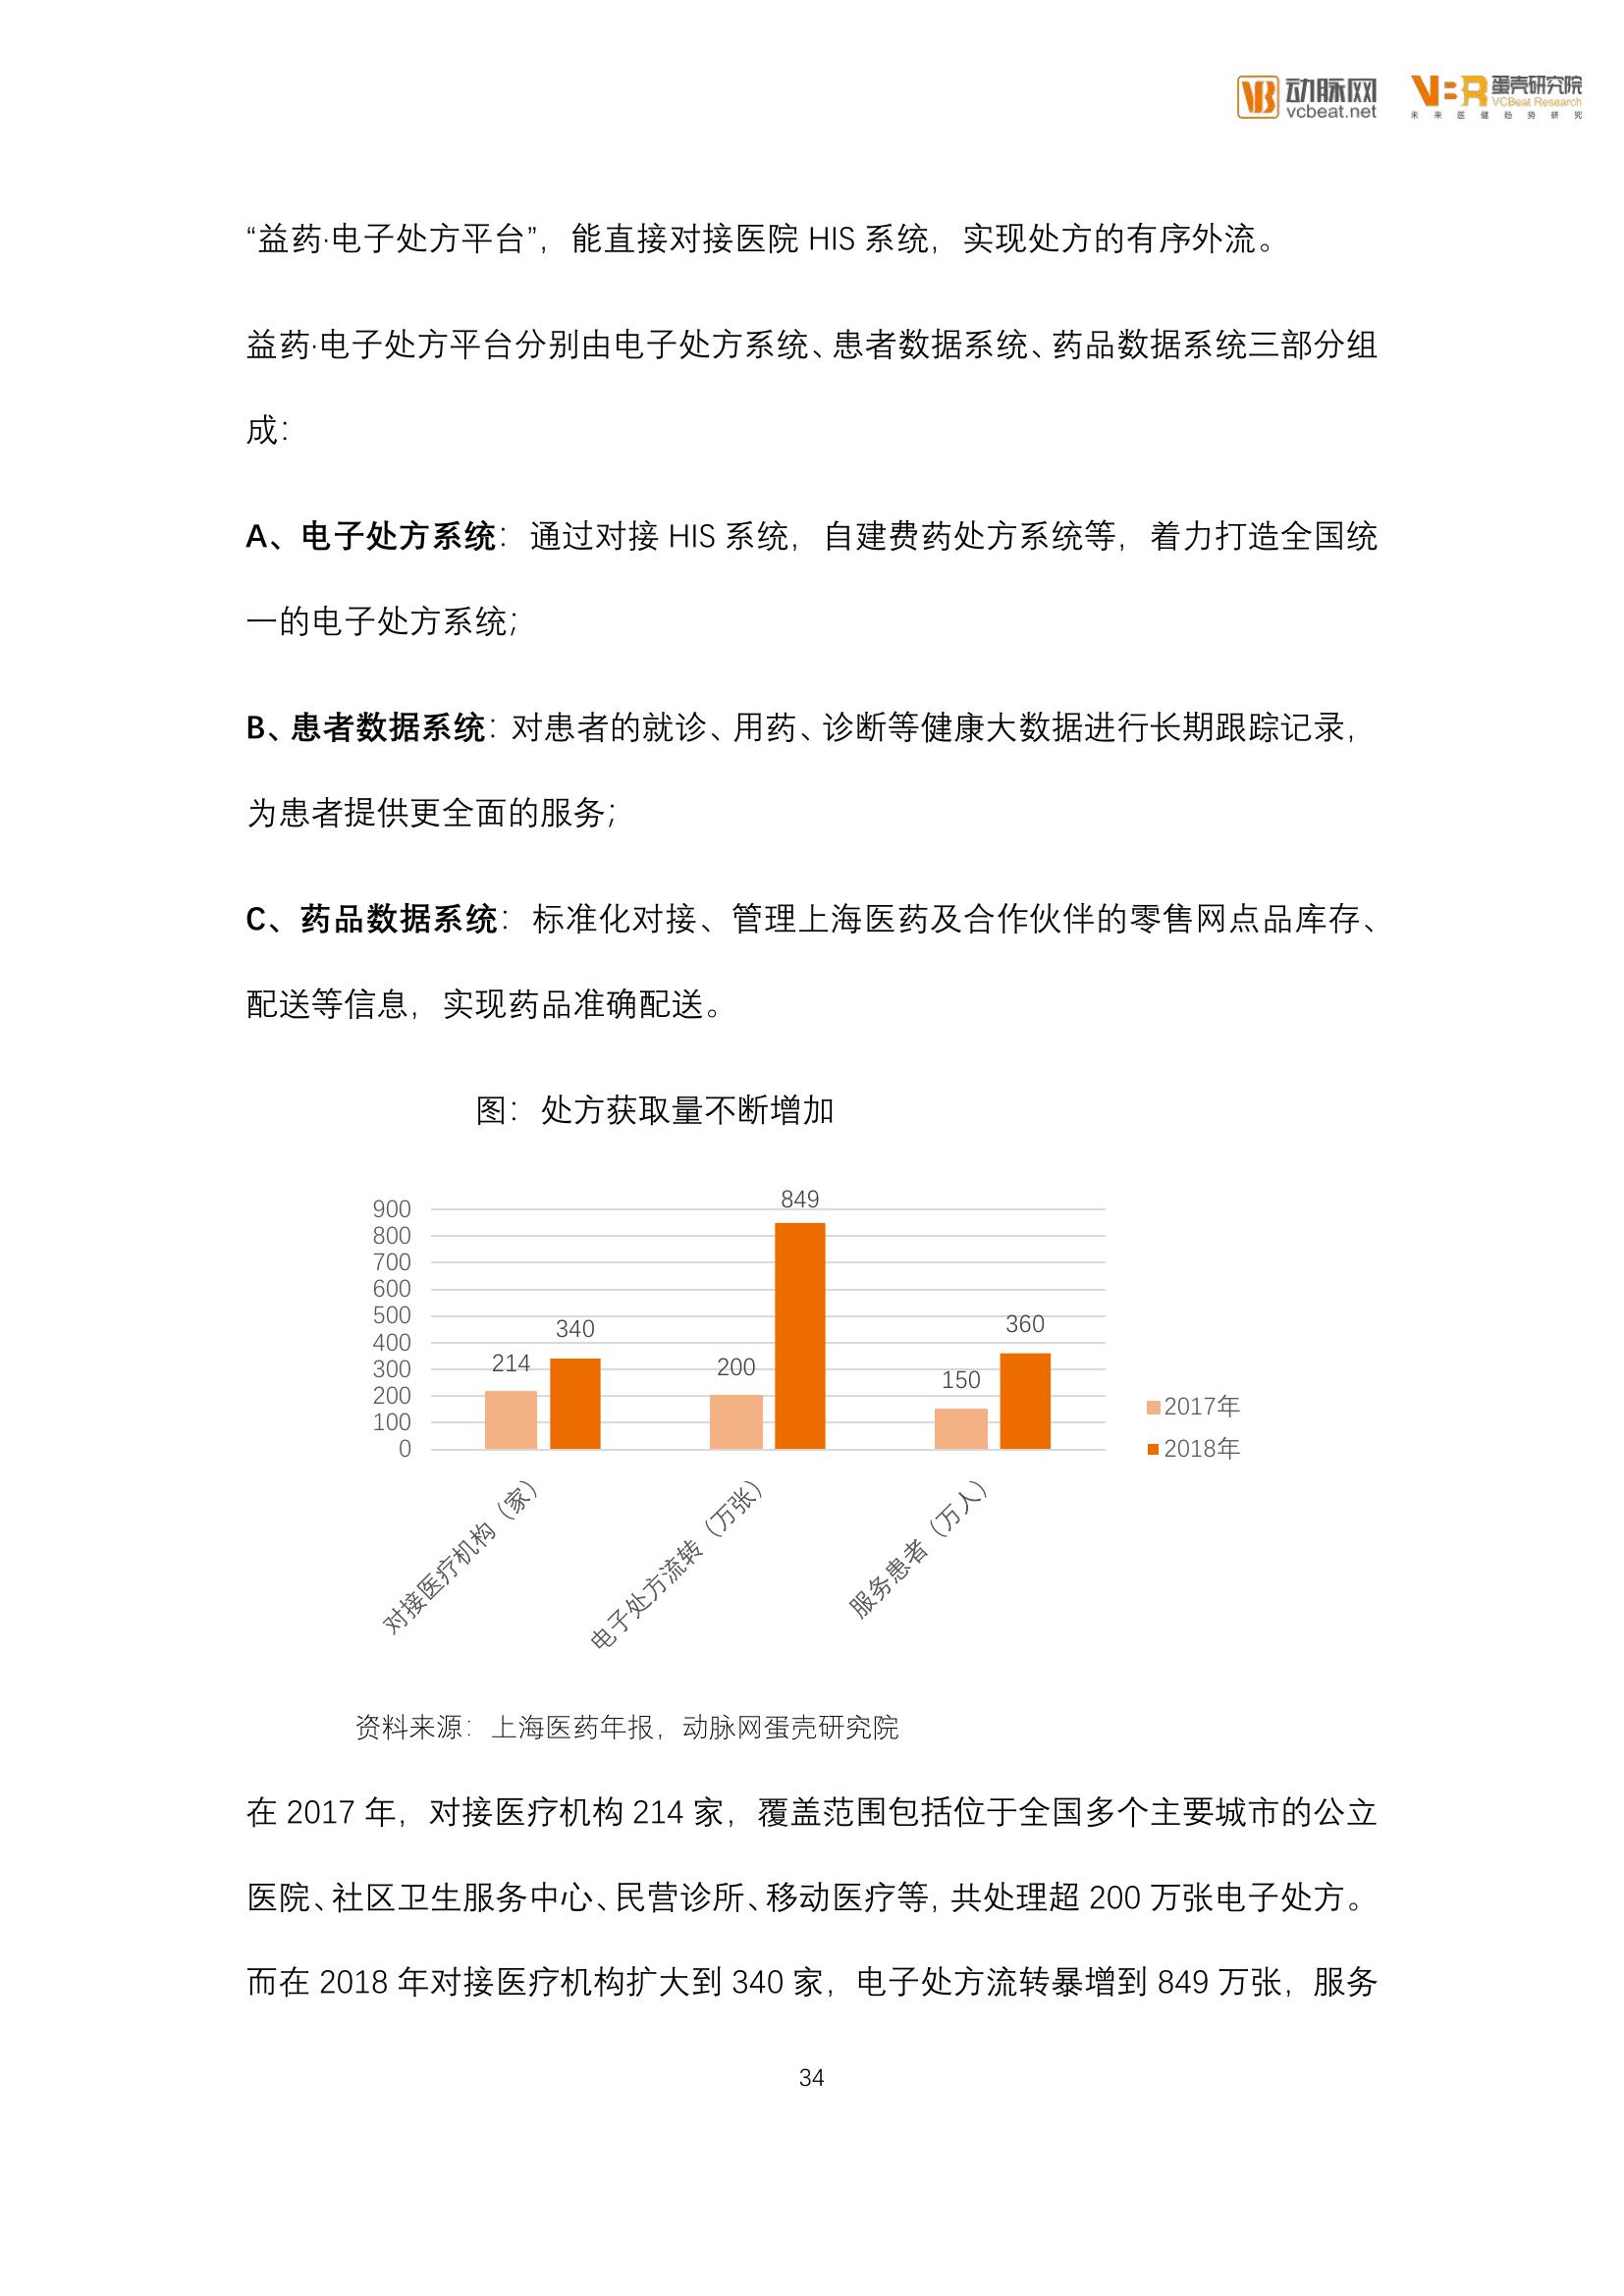 动脉网
vcbeat.net
VBR 蛋壳研究院
VCBeat Research
未来医健趋势研究
“益药·电子处方平台”，能直接对接医院 HIS 系统，实现处方的有序外流。
益药·电子处方平台分别由电子处方系统、患者数据系统、药品数据系统三部分组
成：
A、电子处方系统：通过对接 HIS 系统，自建费药处方系统等，着力打造全国统
一的电子处方系统；
B、患者数据系统：对患者的就诊、用药、诊断等健康大数据进行长期跟踪记录，
为患者提供更全面的服务；
C、药品数据系统：标准化对接、管理上海医药及合作伙伴的零售网点品库存、
配送等信息，实现药品准确配送。
图：处方获取量不断增加
900
800
700
600
500
400
300
200
100
0
214
340
200
849
150
360
对接医疗机构（家）
电子处方流转（万张）
服务患者（万人）
2017年
2018年
资料来源：上海医药年报，动脉网蛋壳研究院
在 2017 年，对接医疗机构 214 家，覆盖范围包括位于全国多个主要城市的公立
医院、社区卫生服务中心、民营诊所、移动医疗等，共处理超 200 万张电子处方。
而在 2018 年对接医疗机构扩大到 340 家，电子处方流转暴增到 849 万张，服务
34